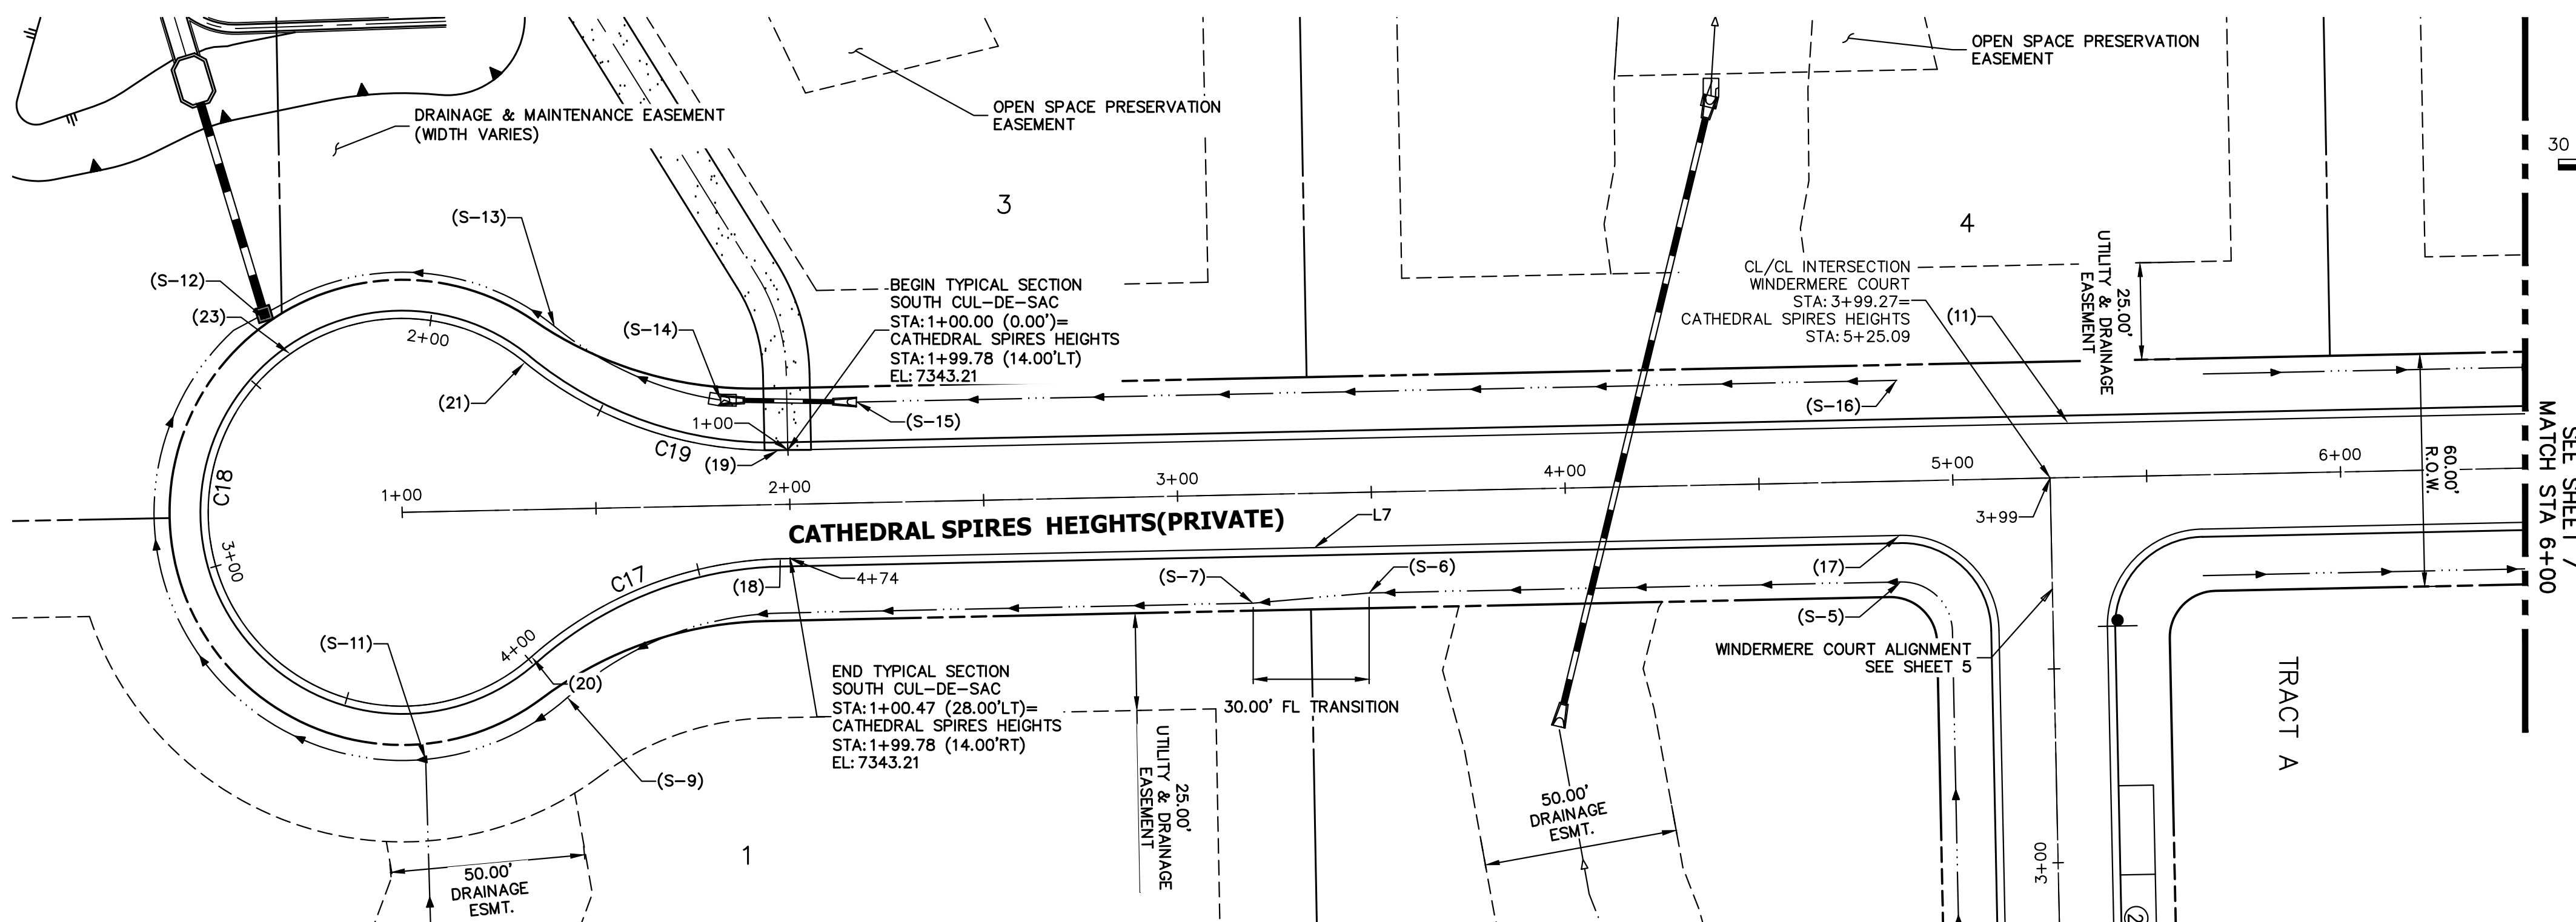 OPEN SPACE PRESERVATION
EASEMENT
30
DRAINAGE & MAINTENANCE EASEMENT
(WIDTH VARIES)
OPEN SPACE PRESERVATION
EASEMENT
3
4
(S-13)
(S-12)
(23)
2+00
(S-14)
BEGIN TYPICAL SECTION
SOUTH CUL-DE-SAC
STA:1+00.00 (0.00')=
CATHEDRAL SPIRES HEIGHTS
STA:1+99.78 (14.00'LT)
EL:7343.21
CL/CL INTERSECTION
WINDERMERE COURT
STA:3+99.27=
CATHEDRAL SPIRES HEIGHTS
STA:5+25.09
(11)
UTILITY & DRAINAGE
EASEMENT
25.00'
(21)
1+00
(S-15)
(S-16)
C19
(19)
C18
1+00
2+00
3+00
4+00
5+00
6+00
60.00'
R.O.W.
SEE SHEET 7
MATCH STA 6+00
3+00
CATHEDRAL SPIRES HEIGHTS(PRIVATE)
L7
3+99
C17
(18)
4+74
(S-7)
(S-6)
(17)
(S-5)
(S-11)
4+00
(20)
WINDERMERE COURT ALIGNMENT
SEE SHEET 5
END TYPICAL SECTION
SOUTH CUL-DE-SAC
STA:1+00.47 (28.00'LT)=
CATHEDRAL SPIRES HEIGHTS
STA:1+99.78 (14.00'RT)
EL:7343.21
30.00' FL TRANSITION
TRACT A
(S-9)
25.00'
UTILITY & DRAINAGE
EASEMENT
50.00'
DRAINAGE
ESMT.
1
50.00'
DRAINAGE
ESMT.
3+00
2